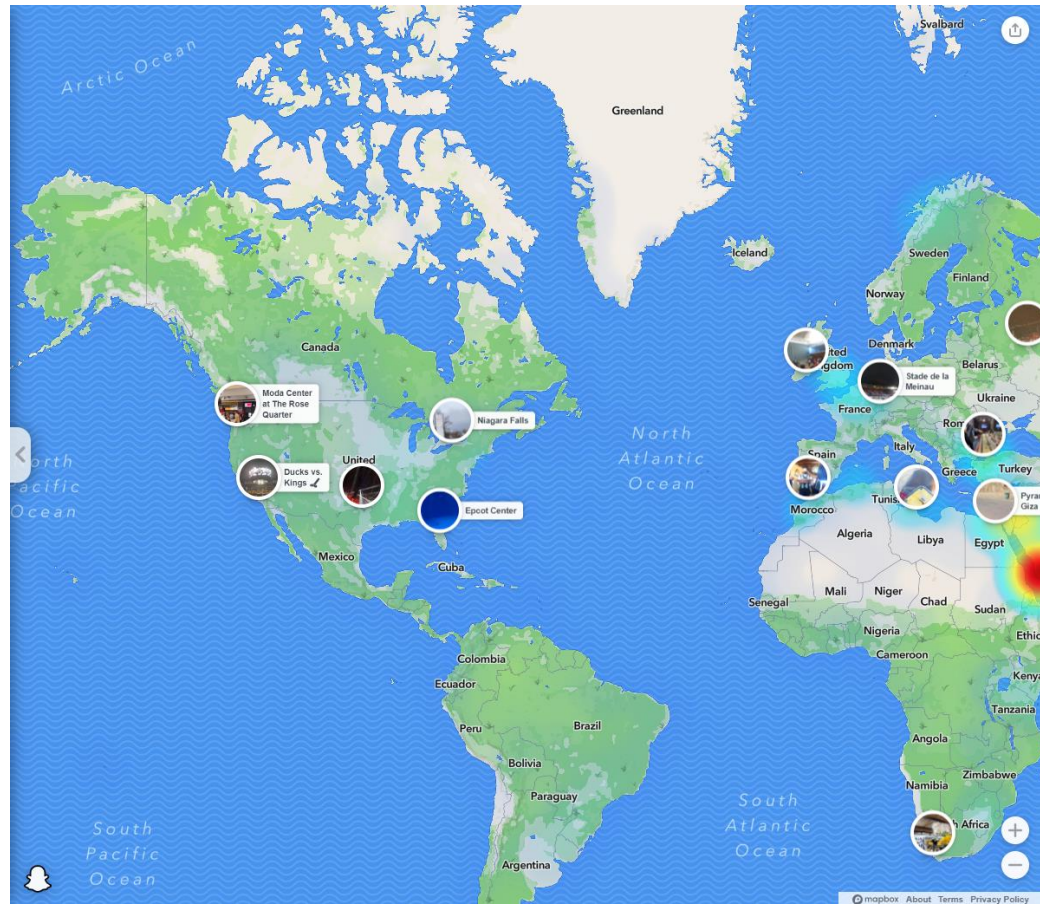 Svalbard
Arctic Ocean
Greenland
Iceland
Sweden
Finland
Norway
Canada
Denmark
Belarus
Stade de la
Meinau
Ukraine
France
Moda Center
at The Rose
Quarter
Niagara Falls
North
Atlantic
Ocean
Italy
Spain
Greece
Turkey
United
Ducks vs.
Kings
Pacific
Ocean
Epcot Center
Morocco
Giza
Algeria
Libya
Egypt
Mexico
Cuba
Mali
Niger
Chad
Sudan
Senegal
Nigeria
Cameroon
Colombia
Ecuador
Peru
Brazil
Tanzania
Angola
Bolivia
Zimbabwe
Namibia
Paraguay
South
Pacific
Ocean
South
Atlantic
Ocean
Africa
Argentina
mapbox About Terms Privacy Policy